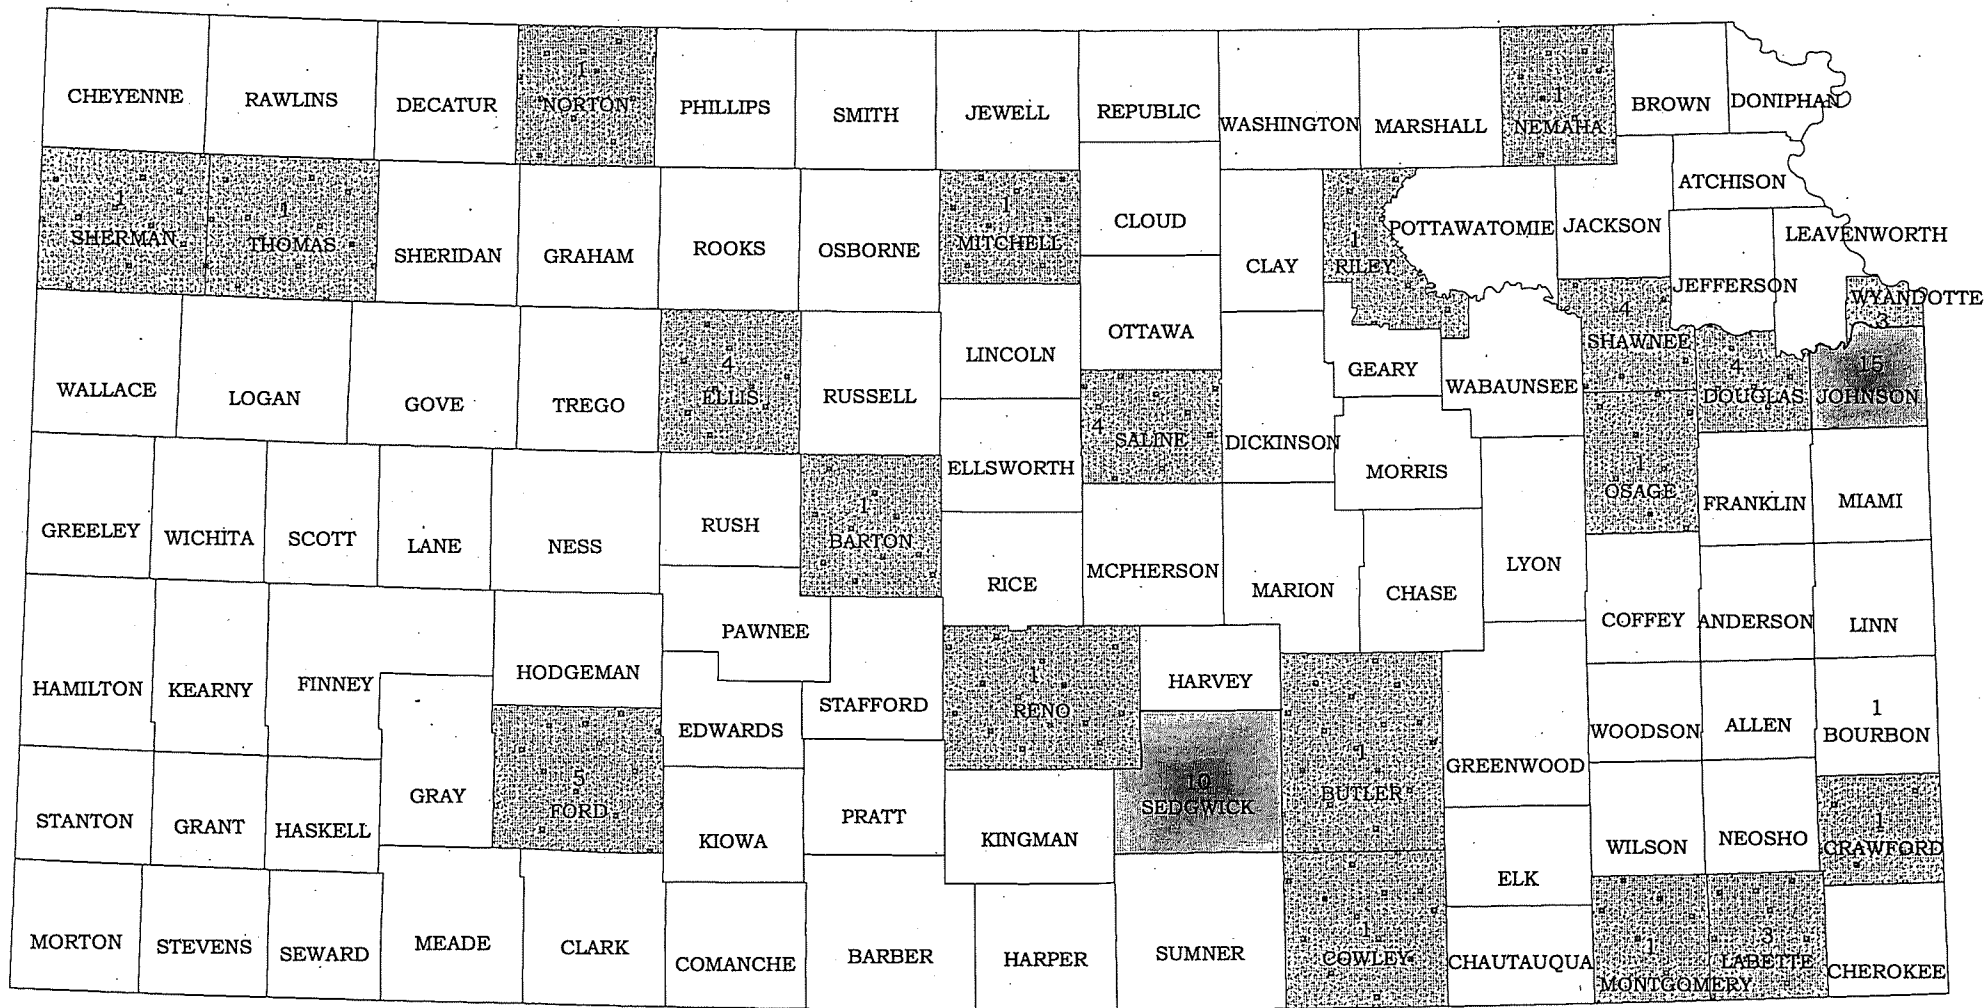 CHEYENNE
RAWLINS
DECATUR
1
NORTON
PHILLIPS
SMITH
JEWELL
REPUBLIC
WASHINGTON
MARSHALL
1
NEMAHA
BROWN
DONIPHAN
ATCHISON
1
SHERMAN
1
THOMAS
SHERIDAN
GRAHAM
ROOKS
OSBORNE
1
MITCHELL
CLOUD
CLAY
1
RILEY
POTTAWATOMIE
JACKSON
JEFFERSON
LEAVENWORTH
WYANDOTTE
3
WALLACE
LOGAN
GOVE
TREGO
4
ELLIS
RUSSELL
LINCOLN
OTTAWA
4
SALINE
DICKINSON
GEARY
WABAUNSEE
4
SHAWNEE
4
DOUGLAS
15
JOHNSON
GREELEY
WICHITA
SCOTT
LANE
NESS
RUSH
1
BARTON
ELLSWORTH
RICE
MCPHERSON
MARION
MORRIS
CHASE
LYON
1
OSAGE
FRANKLIN
MIAMI
COFFEY
ANDERSON
LINN
HAMILTON
KEARNY
FINNEY
HODGEMAN
PAWNEE
EDWARDS
STAFFORD
1
RENO
HARVEY
10
SEDGWICK
1
BUTLER
GREENWOOD
WOODSON
ALLEN
1
BOURBON
STANTON
GRANT
HASKELL
GRAY
5
FORD
KIOWA
PRATT
KINGMAN
ELK
WILSON
NEOSHO
1
CRAWFORD
MORTON
STEVENS
SEWARD
MEADE
CLARK
COMANCHE
BARBER
HARPER
SUMNER
1
COWLEY
CHAUTAUQUA
1
MONTGOMERY
3
LABETTE
CHEROKEE